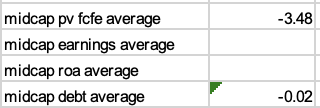 midcap pv fcfe average -3.48
midcap earnings average
midcap roa average
midcap debt average -0.02